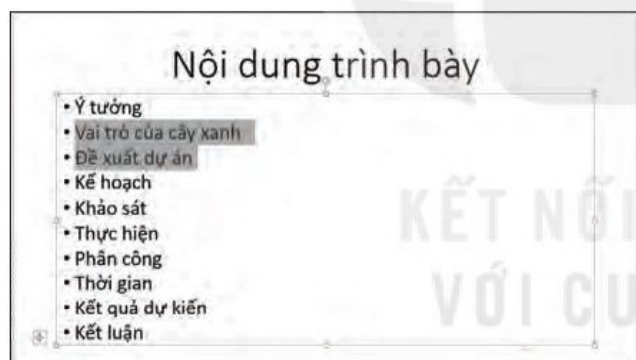 Nội dung trình bày
• Ý tưởng
• Vai trò của cây xanh
• Đề xuất dự án
• Kế hoạch
• Khảo sát
• Thực hiện
• Phân công
• Thời gian
• Kết quả dự kiến
• Kết luận
KẾT NỐI
VỚI CU